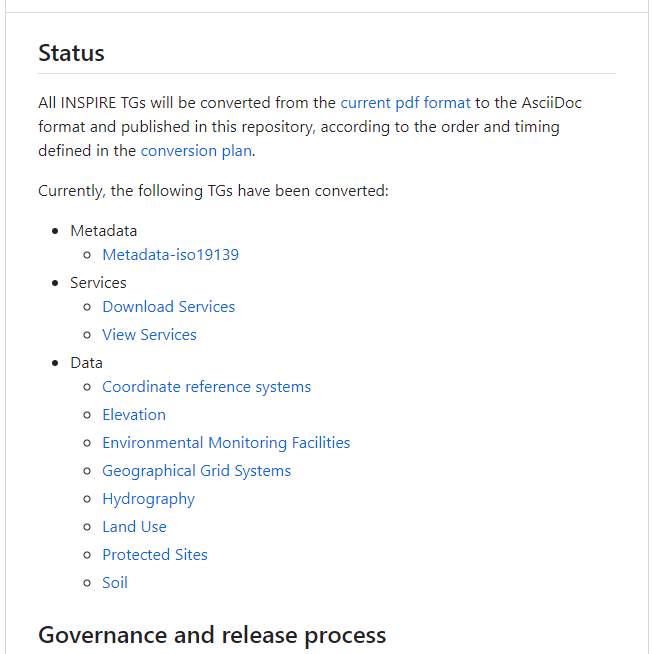 Status
All INSPIRE TGs will be converted from the current pdf format to the AsciiDoc
format and published in this repository, according to the order and timing
defined in the conversion plan.
Currently, the following TGs have been converted:
Metadata
Metadata-iso19139
Services
Download Services
View Services
Data
Coordinate reference systems
Elevation
Environmental Monitoring Facilities
Geographical Grid Systems
Hydrography
Land Use
Protected Sites
Soil
Governance and release process